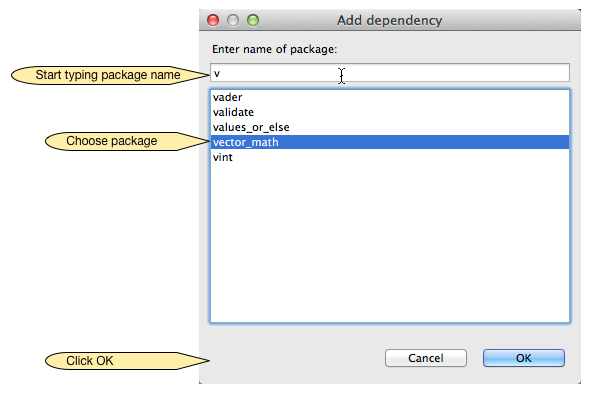 Add dependency
Enter name of package:
Start typing package name
v
vader
validate
values_or_else
Choose package
vector_math
vint
Click OK
Cancel
OK